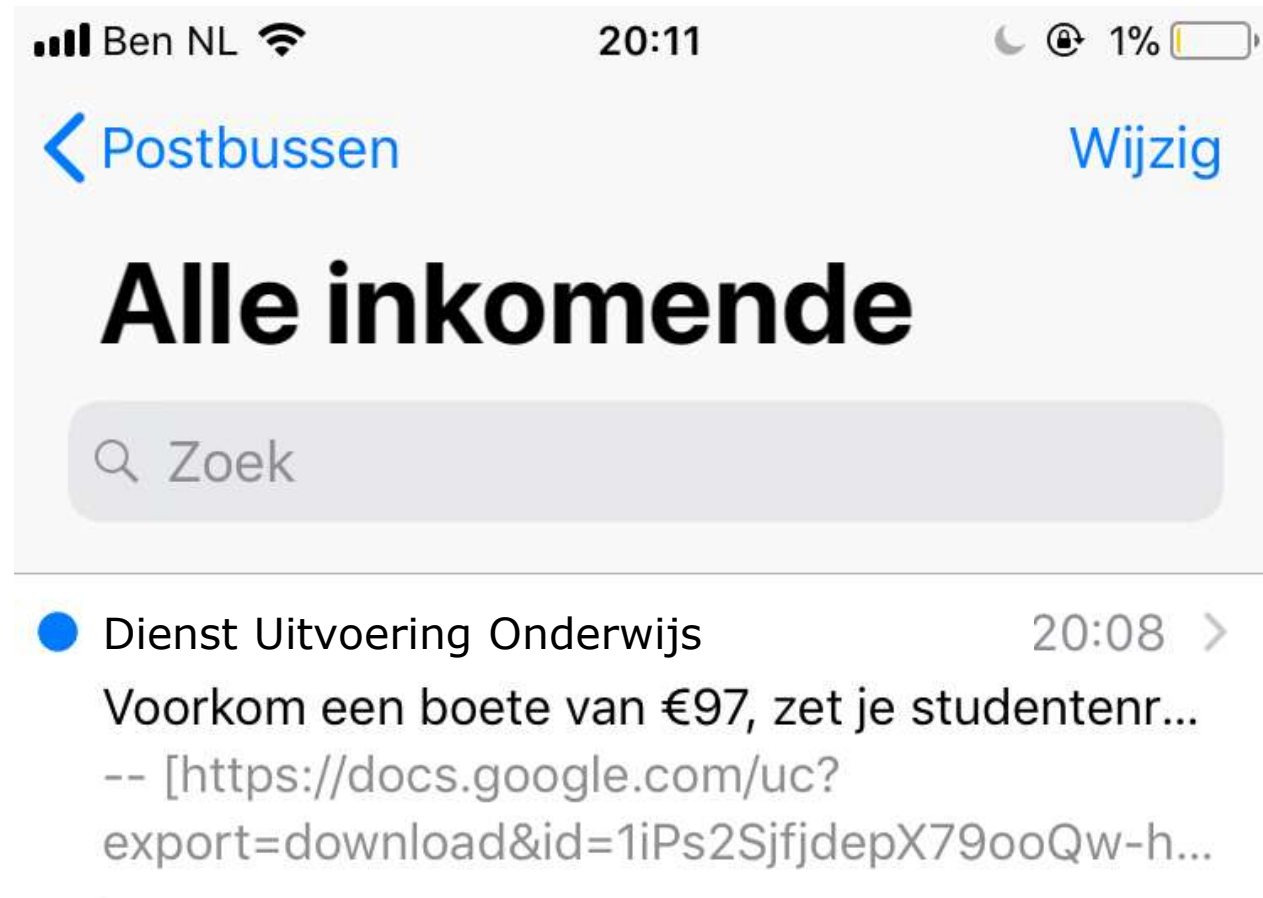 Ben NL 20:11 1%
Postbussen Wijzig
Alle inkomende
Zoek
Dienst Uitvoering Onderwijs 20:08
Voorkom een boete van €97, zet je studentenr...
-- [https://docs.google.com/uc?
export=download&id=1iPs2SjfjdepX79ooQw-h...